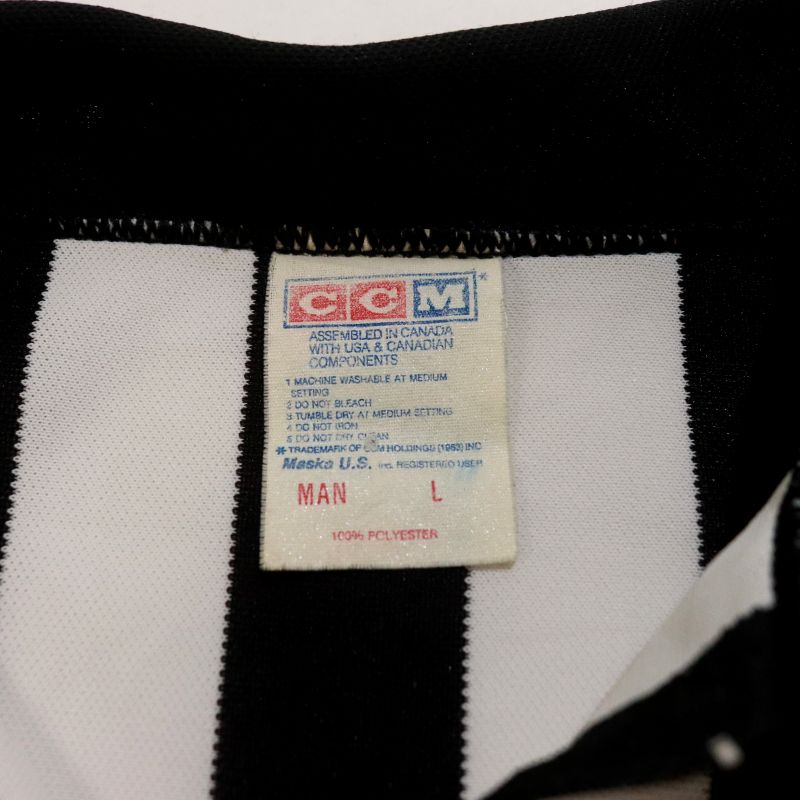 CCM*
ASSEMBLED IN CANADA
WITH USA & CANADIAN
COMPONENTS
1 MACHINE WASHABLE AT MEDIUM
SETTING
2 DO NOT BLEACH
3 TUMBLE DRY AT MEDIUM SETTING
4 DO NOT IRON
5 DO NOT DRY CLEAN
* TRADEMARK OF CCM HOLDINGS (1983) INC
Maska U.S. Inc. REGISTERED USER
MAN L
100% POLYESTER